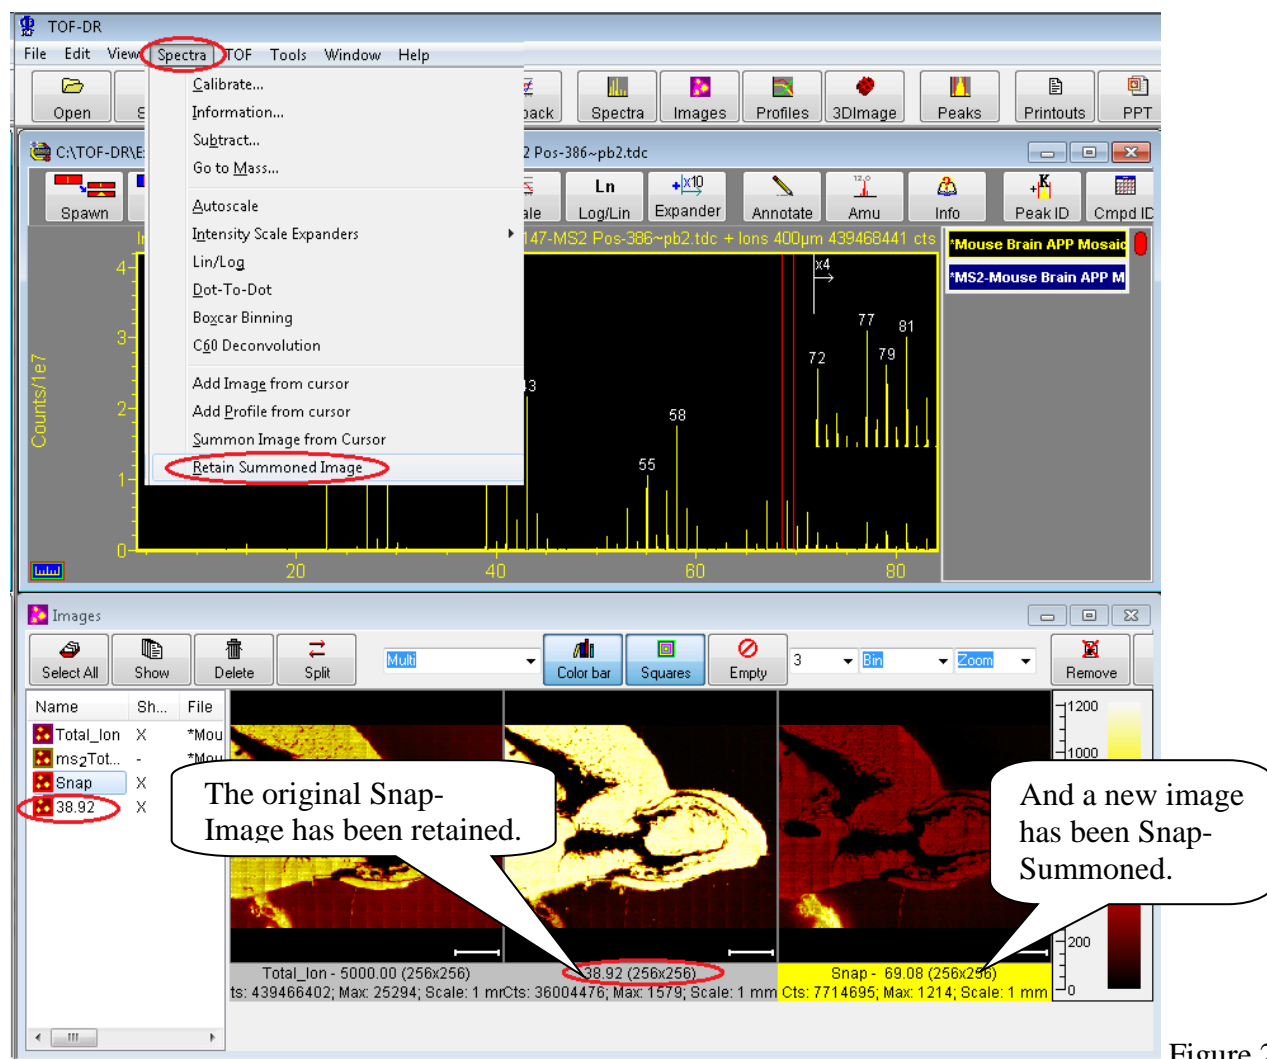 TOF-DR
File Edit View Spectra TOF Tools Window Help
Open
Spectra Images Profiles 3DImage Peaks Printouts PPT
Calibrate...
Information...
Subtract...
Go to Mass...
Autoscale
Intensity Scale Expanders
Lin/Log
Dot-To-Dot
Boxcar Binning
C60 Deconvolution
Add Image from cursor
Add Profile from cursor
Summon Image from Cursor
Retain Summoned Image
C:\TOF-DR\E
2 Pos-386~pb2.tdc
Spawn
Ln x10 12.0 K
Log/Lin Expander Annotate Amu Info Peak ID Cmpd ID
147-MS2 Pos-386~pb2.tdc + Ions 400µm 439468441 cts
*Mouse Brain APP Mosaic
*MS2-Mouse Brain APP M
x4
Counts/1e7
4
3
2
1
0
55 58 72 77 79 81
20 40 60 80
Images
Select All Show Delete Split Multi Color bar Squares Empty 3 Bin Zoom Remove
Name Sh... File
Total_Ion X *Mou
ms2Tot... - *Mou
Snap X
38.92 X
The original Snap-
Image has been retained.
And a new image
has been Snap-
Summoned.
1200
1000
200
0
Total_Ion - 5000.00 (256x256)
ts: 439466402; Max: 25294; Scale: 1 mr
38.92 (256x256)
Cts: 36004476; Max: 1579; Scale: 1 mm
Snap - 69.08 (256x256)
Cts: 7714695; Max: 1214; Scale: 1 mm
Figure 2